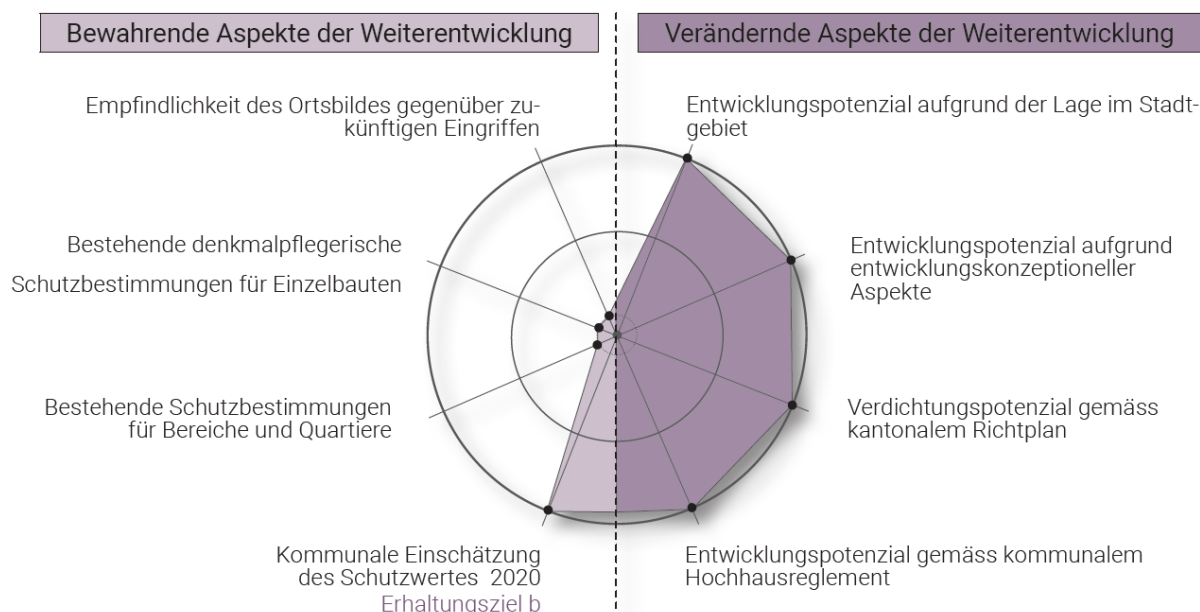 Bewahrende Aspekte der Weiterentwicklung
Verändernde Aspekte der Weiterentwicklung
Empfindlichkeit des Ortsbildes gegenüber zu-
künftigen Eingriffen
Entwicklungspotenzial aufgrund der Lage im Stadt-
gebiet
Bestehende denkmalpflegerische
Schutzbestimmungen für Einzelbauten
Entwicklungspotenzial aufgrund
entwicklungskonzeptioneller
Aspekte
Bestehende Schutzbestimmungen
für Bereiche und Quartiere
Verdichtungspotenzial gemäss
kantonalem Richtplan
Kommunale Einschätzung
des Schutzwertes 2020
Erhaltungsziel b
Entwicklungspotenzial gemäss kommunalem
Hochhausreglement